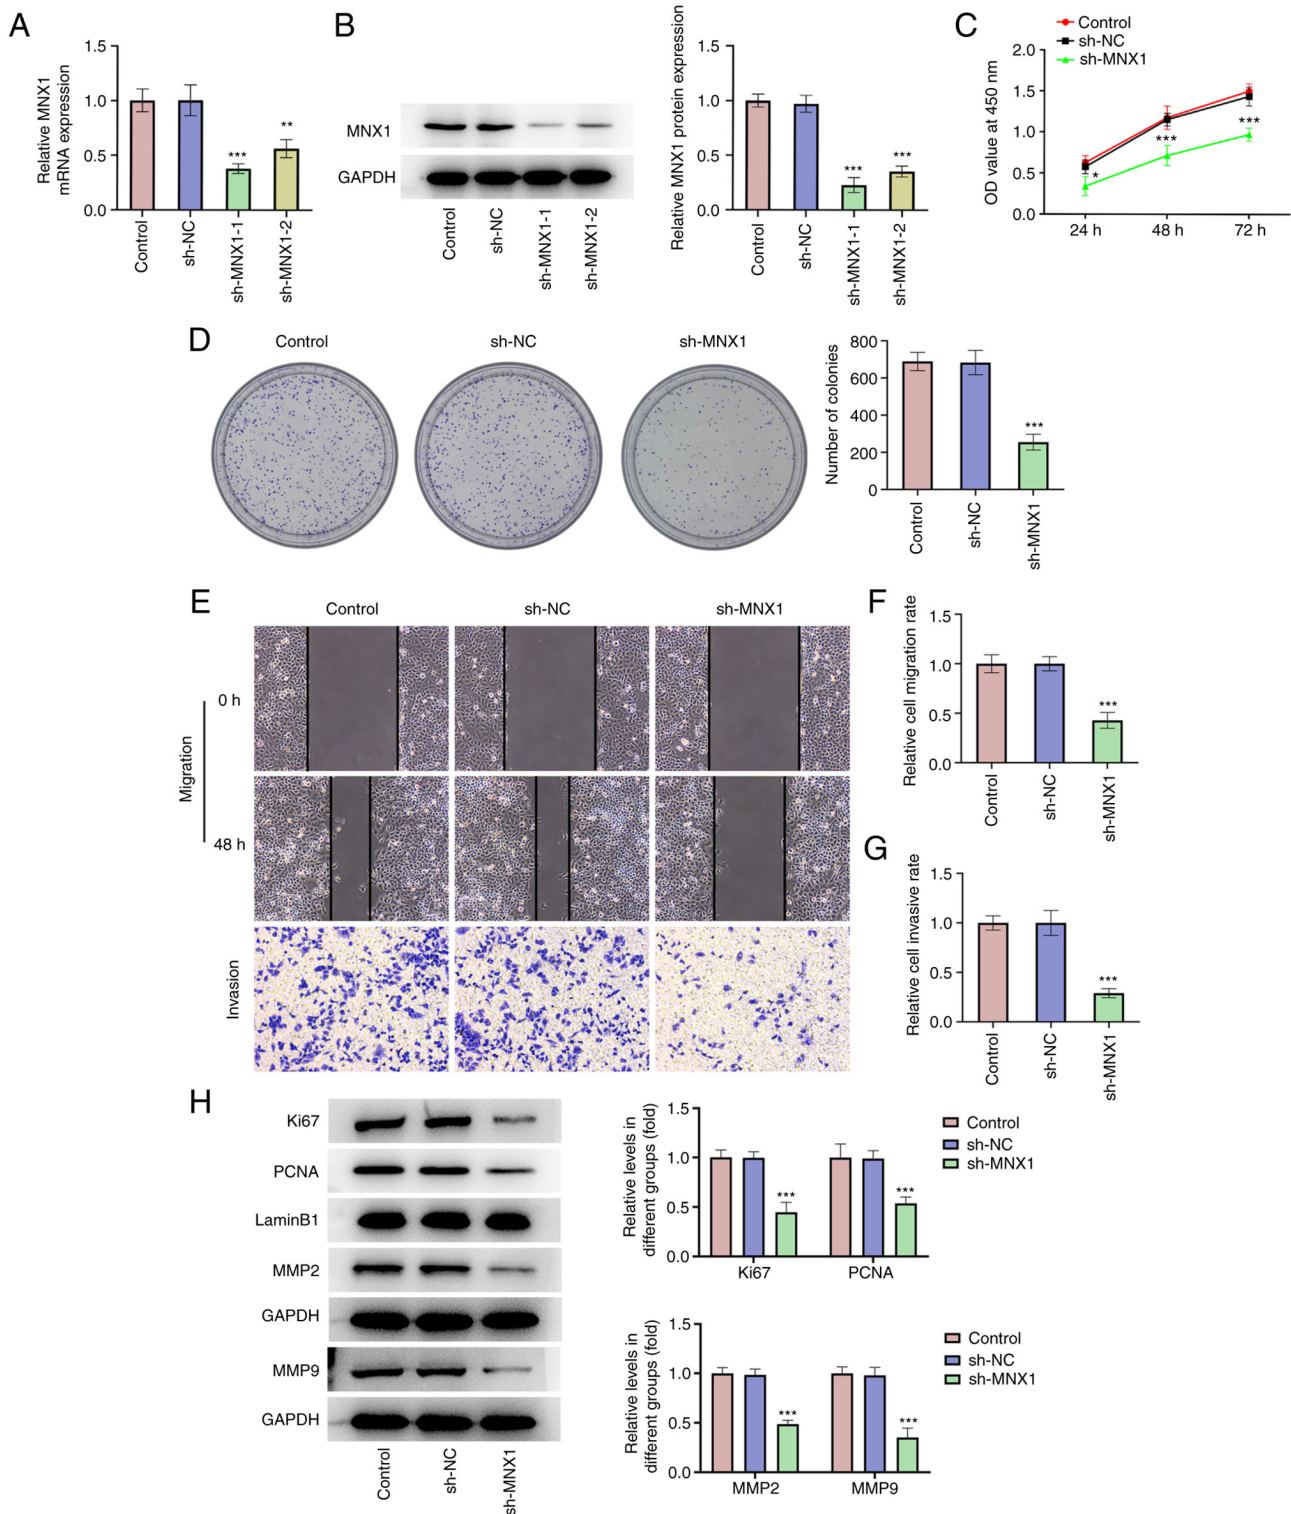 A
Relative MNX1
mRNA expression
1.5
1.0
0.5
0.0
***
**
Control
sh-NC
sh-MNX1-1
sh-MNX1-2
B
MNX1
GAPDH
Control
sh-NC
sh-MNX1-1
sh-MNX1-2
Relative MNX1 protein expression
1.5
1.0
0.5
0.0
***
***
Control
sh-NC
sh-MNX1-1
sh-MNX1-2
C
Control
sh-NC
sh-MNX1
OD value at 450 nm
2.0
1.5
1.0
0.5
0.0
*
***
***
24 h
48 h
72 h
D
Control
sh-NC
sh-MNX1
Number of colonies
800
600
400
200
0
***
Control
sh-NC
sh-MNX1
E
Control
sh-NC
sh-MNX1
Migration
0 h
48 h
Invasion
F
Relative cell migration rate
1.5
1.0
0.5
0.0
***
Control
sh-NC
sh-MNX1
G
Relative cell invasive rate
1.5
1.0
0.5
0.0
***
Control
sh-NC
sh-MNX1
H
Ki67
PCNA
LaminB1
MMP2
GAPDH
MMP9
GAPDH
Control
sh-NC
sh-MNX1
Relative levels in
different groups (fold)
1.5
1.0
0.5
0.0
***
***
Ki67
PCNA
Control
sh-NC
sh-MNX1
Relative levels in
different groups (fold)
1.5
1.0
0.5
0.0
***
***
MMP2
MMP9
Control
sh-NC
sh-MNX1